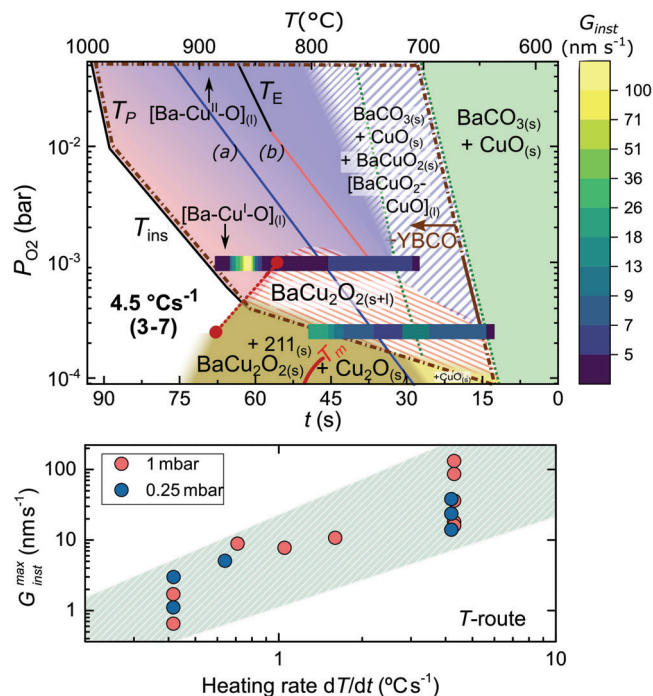 T(°C)
1000 900 800 700 600
G_inst
(nm s⁻¹)
100
71
51
36
26
18
13
9
7
5
P_O2 (bar)
10⁻²
10⁻³
10⁻⁴
T_P
[Ba-Cu^II-O]_(l)
T_E
(a)
(b)
BaCO₃(s)
+ CuO(s)
+ BaCuO₂(s)
[BaCuO₂-
CuO](l)
BaCO₃(s)
+ CuO(s)
[Ba-Cu^I-O]_(l)
T_ins
+YBCO
4.5 °Cs⁻¹
(3-7)
BaCu₂O₂(s+l)
+ 211(s)
BaCu₂O₂(s) + Cu₂O(s)
T_m
+CuO(s)
90 75 60 45 30 15 0
t (s)
G_inst^max (nms⁻¹)
100
10
1
1 mbar
0.25 mbar
T-route
1 10
Heating rate dT/dt (ºCs⁻¹)